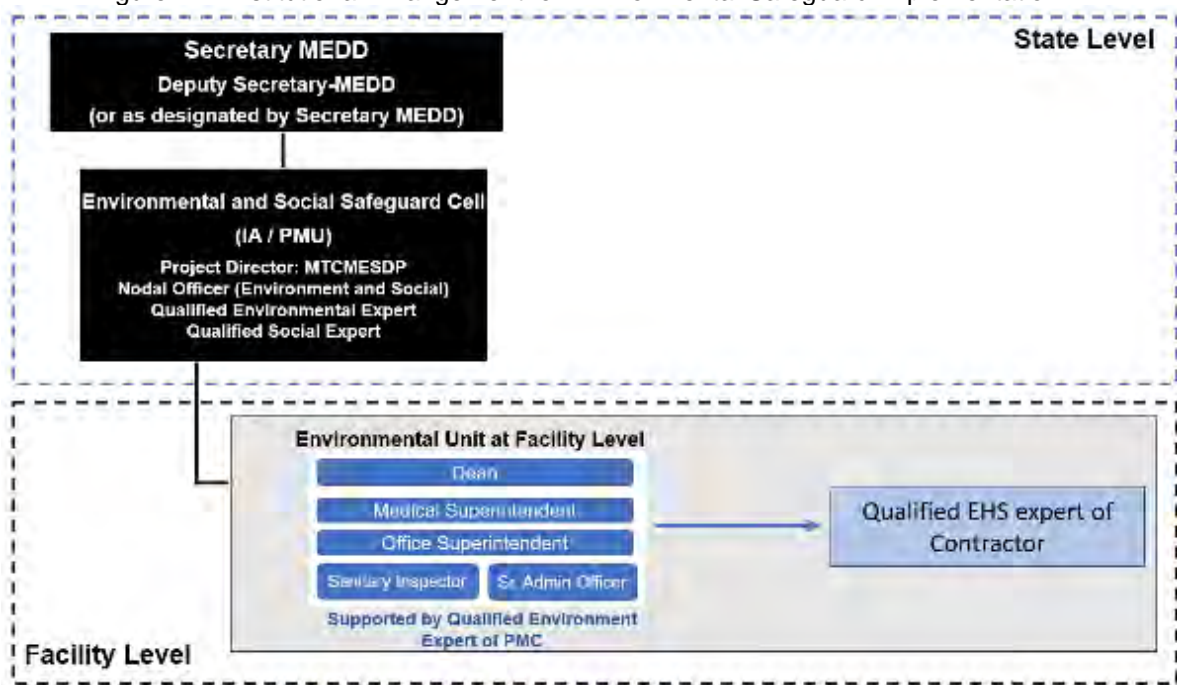 State Level
Secretary MEDD
Deputy Secretary-MEDD
(or as designated by Secretary MEDD)
Environmental and Social Safeguard Cell
(IA / PMU)
Project Director: MTCMESDP
Nodal Officer (Environment and Social)
Qualified Environmental Expert
Qualified Social Expert
Environmental Unit at Facility Level
Dean
Medical Superintendent
Office Superintendent
Sanitary Inspector
Sr. Admin Officer
Supported by Qualified Environment
Expert of PMC
Qualified EHS expert of
Contractor
Facility Level